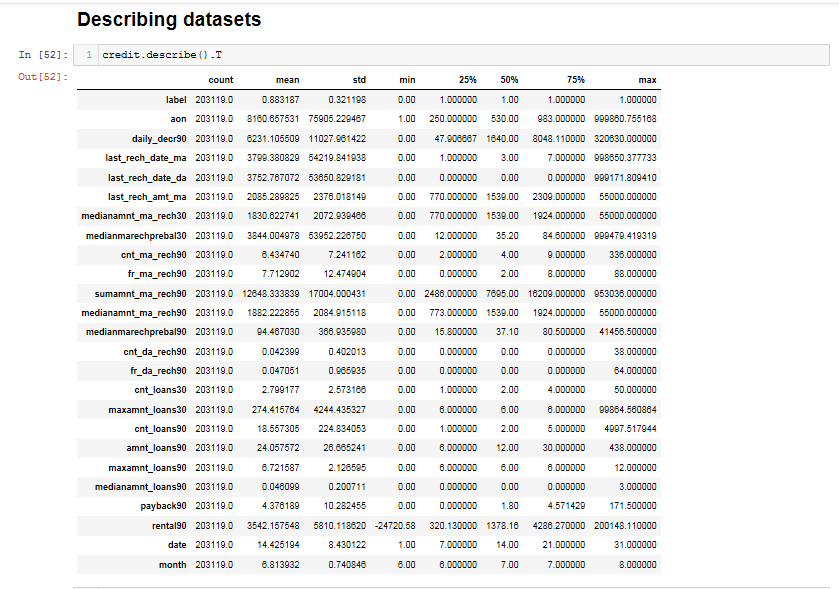 Describing datasets
In [52]: 1 credit.describe().T
Out[52]:
count mean std min 25% 50% 75% max
label 203119.0 0.883187 0.321198 0.00 1.000000 1.00 1.000000 1.000000
aon 203119.0 8160.657531 75905.229467 1.00 250.000000 530.00 983.000000 999860.755168
daily_decr90 203119.0 6231.105509 11027.961422 0.00 47.906667 1640.00 8048.110000 320630.000000
last_rech_date_ma 203119.0 3799.380829 54219.841938 0.00 1.000000 3.00 7.000000 998650.377733
last_rech_date_da 203119.0 3752.767072 53650.829181 0.00 0.000000 0.00 0.000000 999171.809410
last_rech_amt_ma 203119.0 2085.289825 2376.018149 0.00 770.000000 1539.00 2309.000000 55000.000000
medianamnt_ma_rech30 203119.0 1830.622741 2072.939466 0.00 770.000000 1539.00 1924.000000 55000.000000
medianmarechprebal30 203119.0 3844.004978 53952.226750 0.00 12.000000 35.20 84.600000 999479.419319
cnt_ma_rech90 203119.0 6.434740 7.241162 0.00 2.000000 4.00 9.000000 336.000000
fr_ma_rech90 203119.0 7.712902 12.474904 0.00 0.000000 2.00 8.000000 88.000000
sumamnt_ma_rech90 203119.0 12648.333839 17004.000431 0.00 2486.000000 7695.00 16209.000000 953036.000000
medianamnt_ma_rech90 203119.0 1882.222855 2084.915118 0.00 773.000000 1539.00 1924.000000 55000.000000
medianmarechprebal90 203119.0 94.467030 366.935980 0.00 15.800000 37.10 80.500000 41456.500000
cnt_da_rech90 203119.0 0.042399 0.402013 0.00 0.000000 0.00 0.000000 38.000000
fr_da_rech90 203119.0 0.047051 0.965935 0.00 0.000000 0.00 0.000000 64.000000
cnt_loans30 203119.0 2.799177 2.573166 0.00 1.000000 2.00 4.000000 50.000000
maxamnt_loans30 203119.0 274.415764 4244.435327 0.00 6.000000 6.00 6.000000 99864.560864
cnt_loans90 203119.0 18.557305 224.834053 0.00 1.000000 2.00 5.000000 4997.517944
amnt_loans90 203119.0 24.057572 26.665241 0.00 6.000000 12.00 30.000000 438.000000
maxamnt_loans90 203119.0 6.721587 2.126595 0.00 6.000000 6.00 6.000000 12.000000
medianamnt_loans90 203119.0 0.046099 0.200711 0.00 0.000000 0.00 0.000000 3.000000
payback90 203119.0 4.376189 10.282455 0.00 0.000000 1.80 4.571429 171.500000
rental90 203119.0 3542.157548 5810.118620 -24720.58 320.130000 1378.16 4286.270000 200148.110000
date 203119.0 14.425194 8.430122 1.00 7.000000 14.00 21.000000 31.000000
month 203119.0 6.813932 0.740846 6.00 6.000000 7.00 7.000000 8.000000